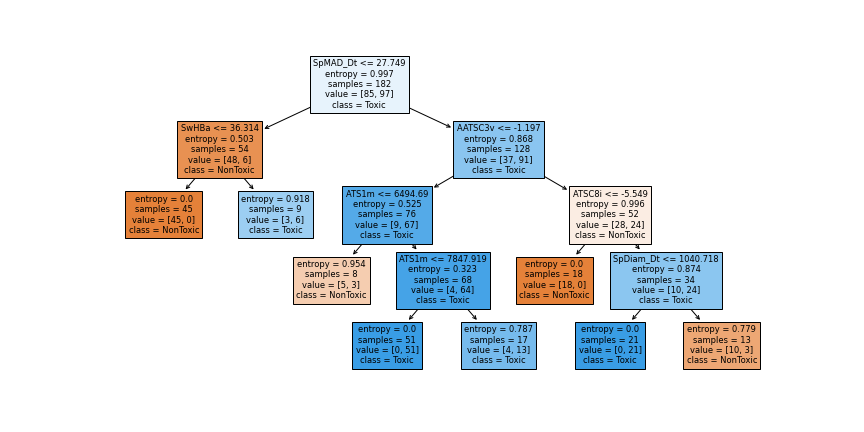 SpMAD_Dt <= 27.749
entropy = 0.997
samples = 182
value = [85, 97]
class = Toxic
SwHBa <= 36.314
entropy = 0.503
samples = 54
value = [48, 6]
class = NonToxic
AATSC3v <= -1.197
entropy = 0.868
samples = 128
value = [37, 91]
class = Toxic
entropy = 0.0
samples = 45
value = [45, 0]
class = NonToxic
entropy = 0.918
samples = 9
value = [3, 6]
class = Toxic
ATS1m <= 6494.69
entropy = 0.525
samples = 76
value = [9, 67]
class = Toxic
ATSC8i <= -5.549
entropy = 0.996
samples = 52
value = [28, 24]
class = NonToxic
entropy = 0.954
samples = 8
value = [5, 3]
class = NonToxic
ATS1m <= 7847.919
entropy = 0.323
samples = 68
value = [4, 64]
class = Toxic
entropy = 0.0
samples = 18
value = [18, 0]
class = NonToxic
SpDiam_Dt <= 1040.718
entropy = 0.874
samples = 34
value = [10, 24]
class = Toxic
entropy = 0.0
samples = 51
value = [0, 51]
class = Toxic
entropy = 0.787
samples = 17
value = [4, 13]
class = Toxic
entropy = 0.0
samples = 21
value = [0, 21]
class = Toxic
entropy = 0.779
samples = 13
value = [10, 3]
class = NonToxic